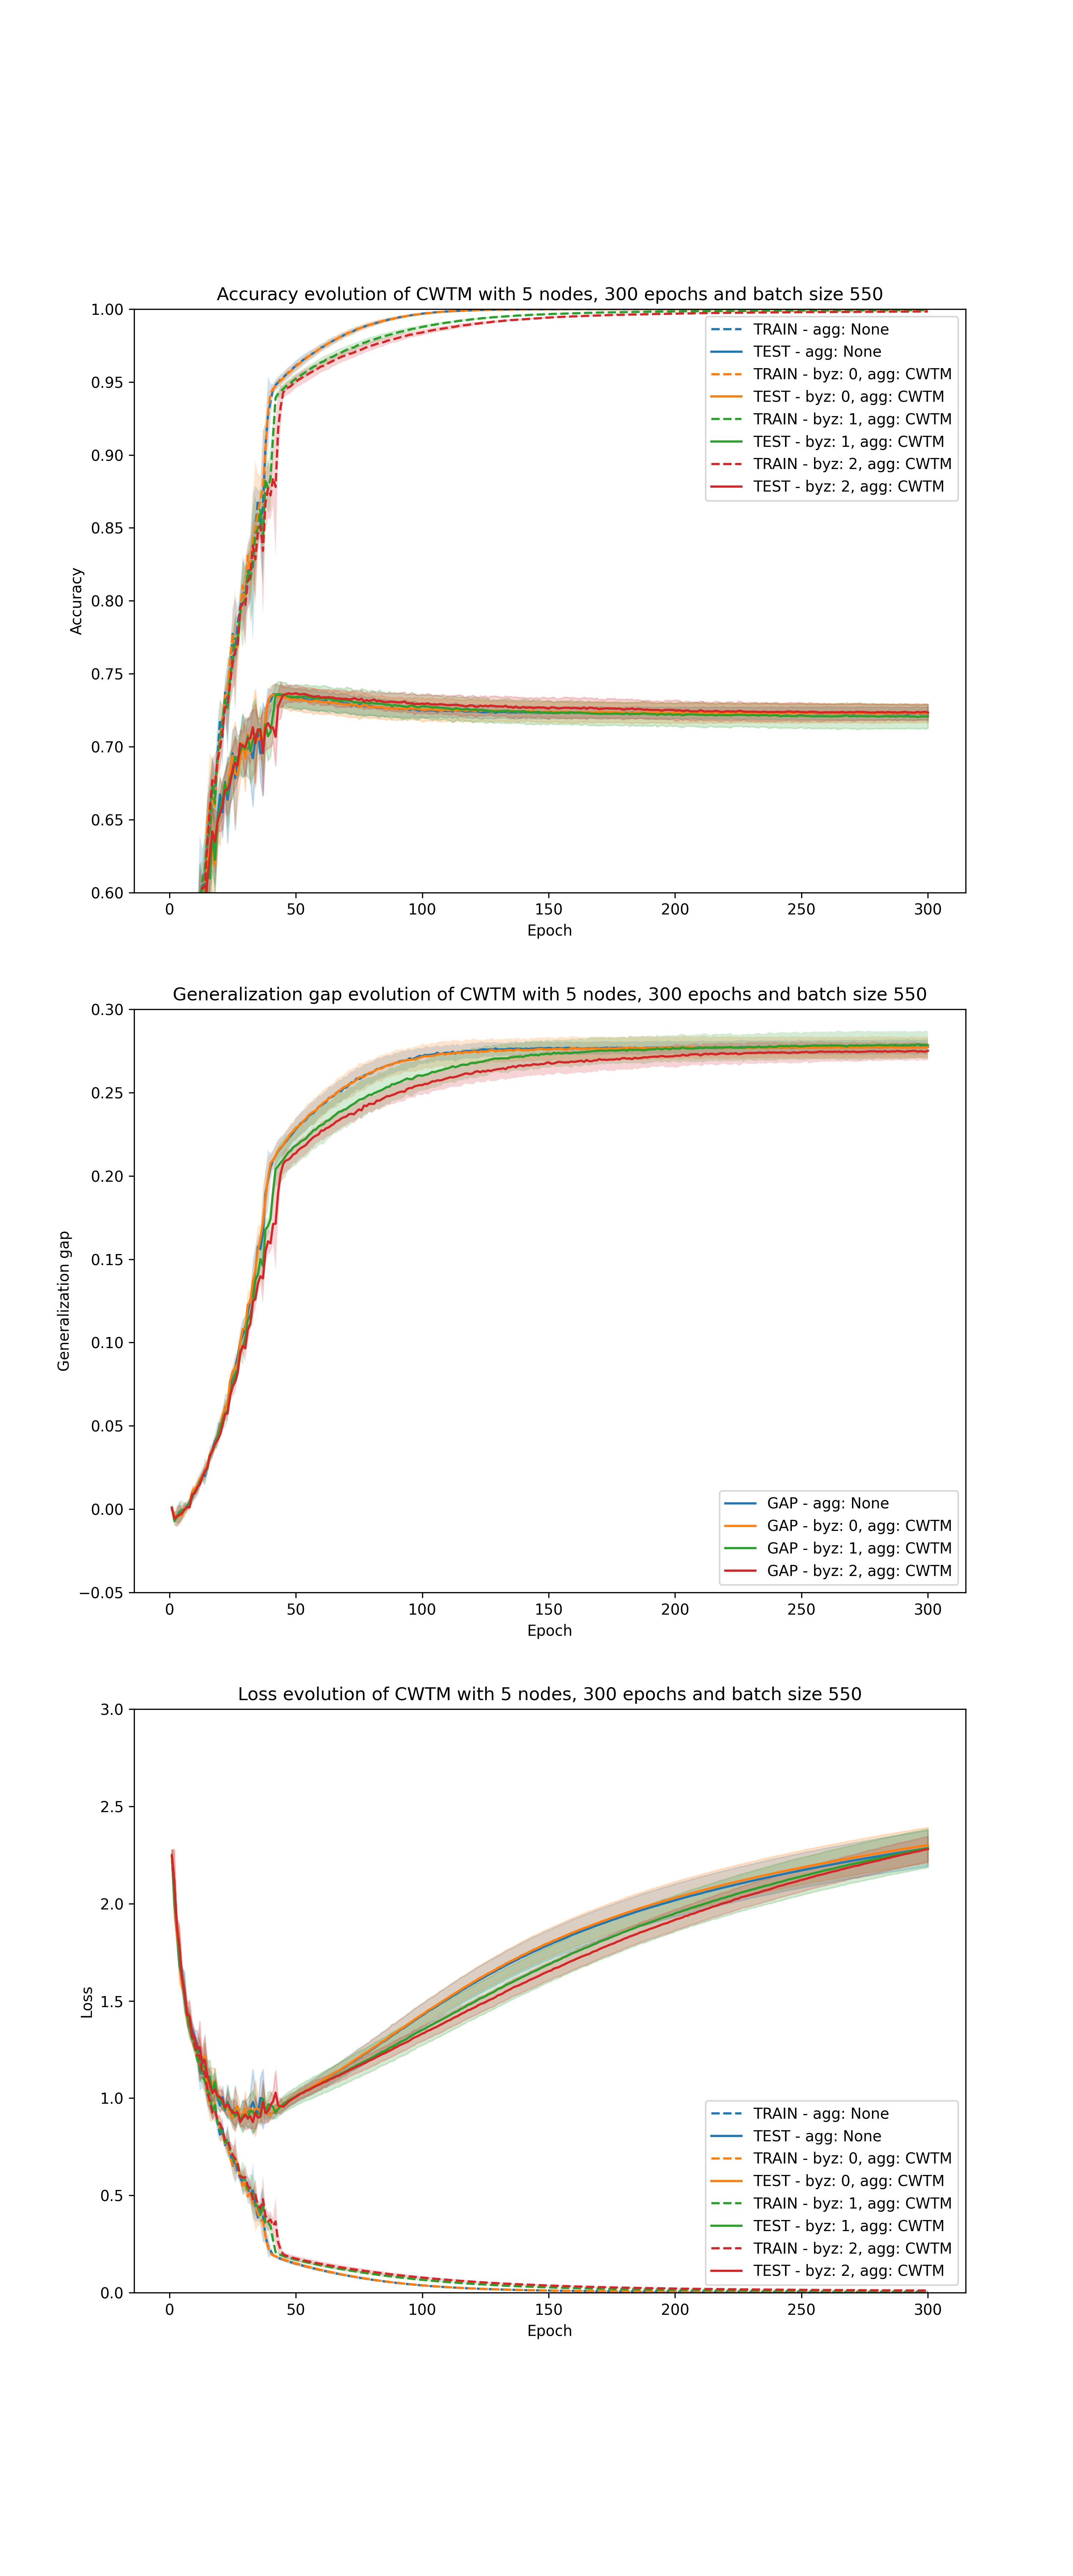 Accuracy evolution of CWTM with 5 nodes, 300 epochs and batch size 550
1.00
0.95
0.90
0.85
0.80
0.75
0.70
0.65
0.60
Accuracy
TRAIN - agg: None
TEST - agg: None
TRAIN - byz: 0, agg: CWTM
TEST - byz: 0, agg: CWTM
TRAIN - byz: 1, agg: CWTM
TEST - byz: 1, agg: CWTM
TRAIN - byz: 2, agg: CWTM
TEST - byz: 2, agg: CWTM
0 50 100 150 200 250 300
Epoch
Generalization gap evolution of CWTM with 5 nodes, 300 epochs and batch size 550
0.30
0.25
0.20
0.15
0.10
0.05
0.00
−0.05
Generalization gap
GAP - agg: None
GAP - byz: 0, agg: CWTM
GAP - byz: 1, agg: CWTM
GAP - byz: 2, agg: CWTM
0 50 100 150 200 250 300
Epoch
Loss evolution of CWTM with 5 nodes, 300 epochs and batch size 550
3.0
2.5
2.0
1.5
1.0
0.5
0.0
Loss
TRAIN - agg: None
TEST - agg: None
TRAIN - byz: 0, agg: CWTM
TEST - byz: 0, agg: CWTM
TRAIN - byz: 1, agg: CWTM
TEST - byz: 1, agg: CWTM
TRAIN - byz: 2, agg: CWTM
TEST - byz: 2, agg: CWTM
0 50 100 150 200 250 300
Epoch